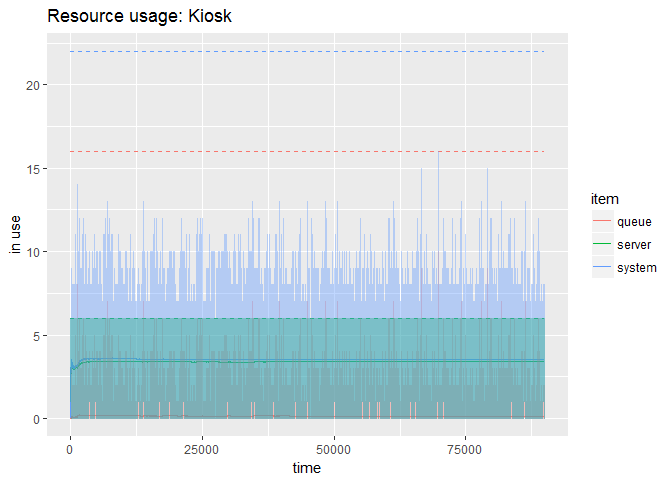 Resource usage: Kiosk
20
15
10
5
0
in use
0
25000
50000
75000
time
item
queue
server
system